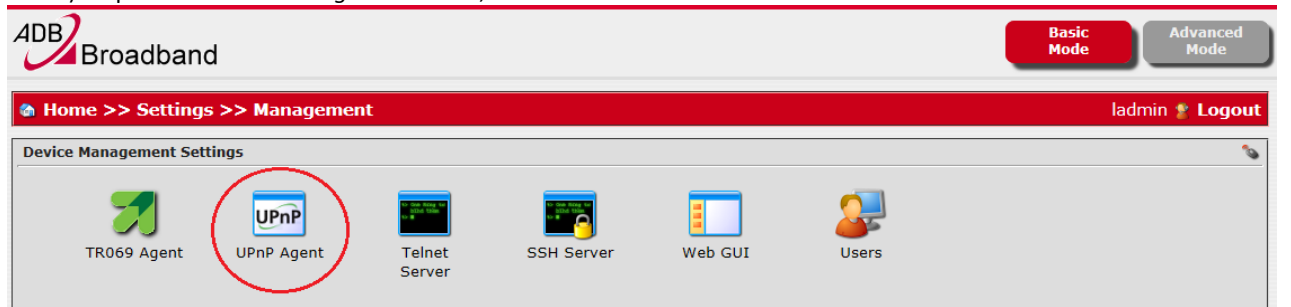 ADB
Broadband
Basic
Mode
Advanced
Mode
Home >> Settings >> Management
ladmin Logout
Device Management Settings
UPnP
TR069 Agent
UPnP Agent
Telnet
Server
SSH Server
Web GUI
Users